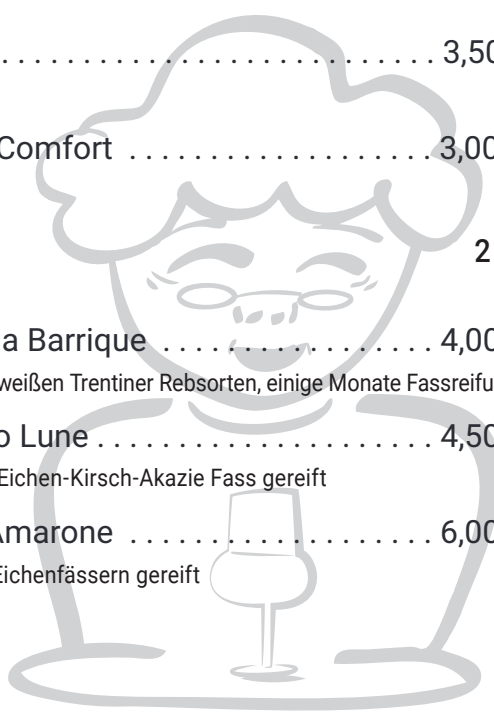 . . . . . . . . . . . . . . . . . . . . . . . . . . . . . 3,50
Comfort . . . . . . . . . . . . . . . . . . . . 3,00
2
a Barrique . . . . . . . . . . . . . . . . . . 4,00
weißen Trentiner Rebsorten, einige Monate Fassreifu
o Lune . . . . . . . . . . . . . . . . . . . . . . . 4,50
Eichen-Kirsch-Akazie Fass gereift
Amarone . . . . . . . . . . . . . . . . . . . . 6,00
Eichenfässern gereift